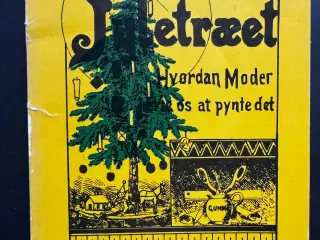 Juletræet
Hvordan Moder
os at pynte det
GUMMI